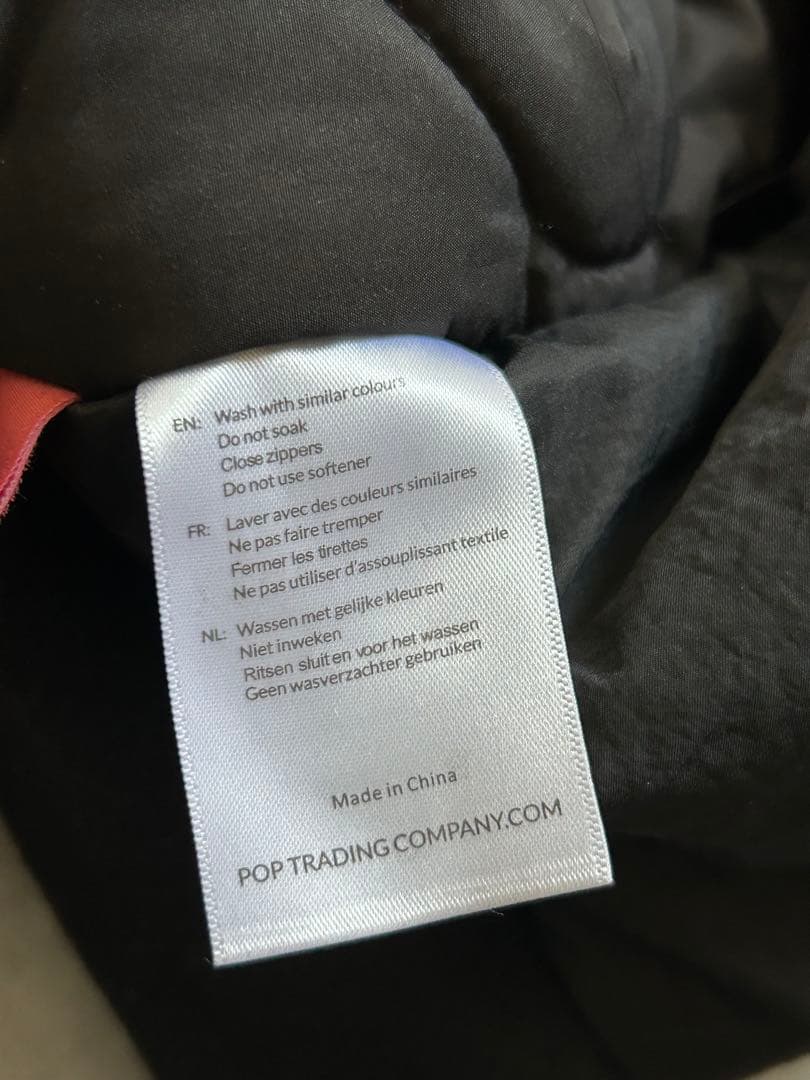 EN: Wash with similar colours
Do not soak
Close zippers
Do not use softener
FR: Laver avec des couleurs similaires
Ne pas faire tremper
Fermer les tirettes
Ne pas utiliser d'assouplissant textile
NL: Wassen met gelijke kleuren
Niet inweken
Ritsen sluiten voor het wassen
Geen wasverzachter gebruiken
Made in China
POP TRADING COMPANY.COM